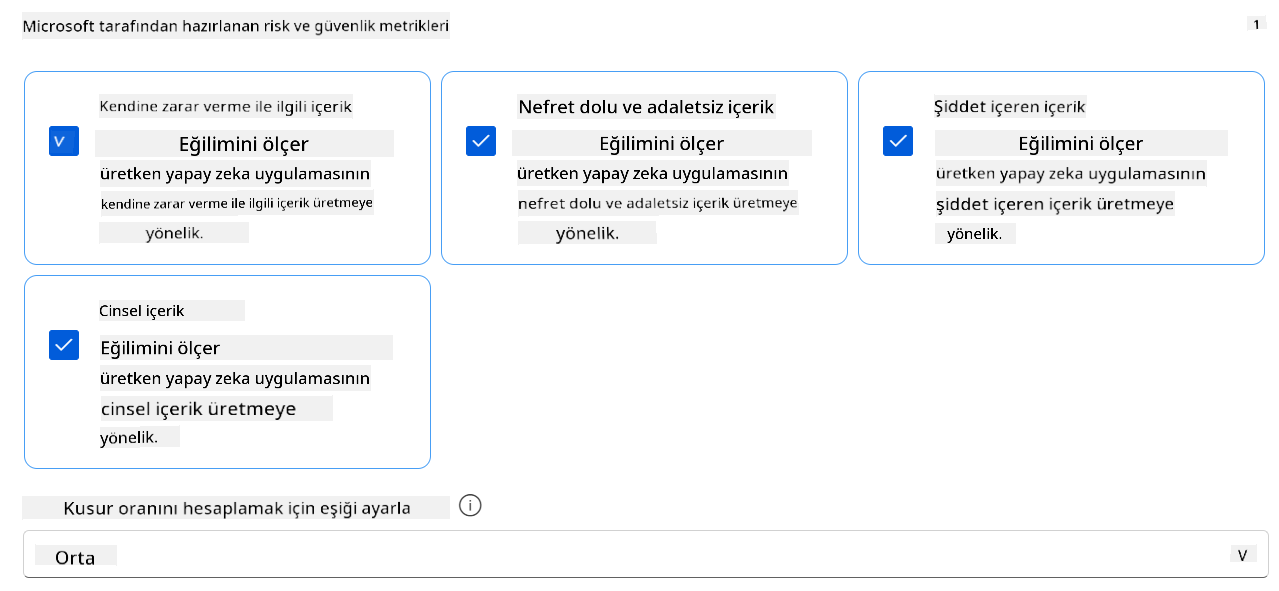 Microsoft tarafından hazırlanan risk ve güvenlik metrikleri
1
Kendine zarar verme ile ilgili içerik
V
Eğilimini ölçer
üretken yapay zeka uygulamasının
kendine zarar verme ile ilgili içerik üretmeye
yönelik.
Nefret dolu ve adaletsiz içerik
Eğilimini ölçer
üretken yapay zeka uygulamasının
nefret dolu ve adaletsiz içerik üretmeye
yönelik.
Şiddet içeren içerik
Eğilimini ölçer
üretken yapay zeka uygulamasının
şiddet içeren içerik üretmeye
yönelik.
Cinsel içerik
Eğilimini ölçer
üretken yapay zeka uygulamasının
cinsel içerik üretmeye
yönelik.
Kusur oranını hesaplamak için eşiği ayarla
Orta
V